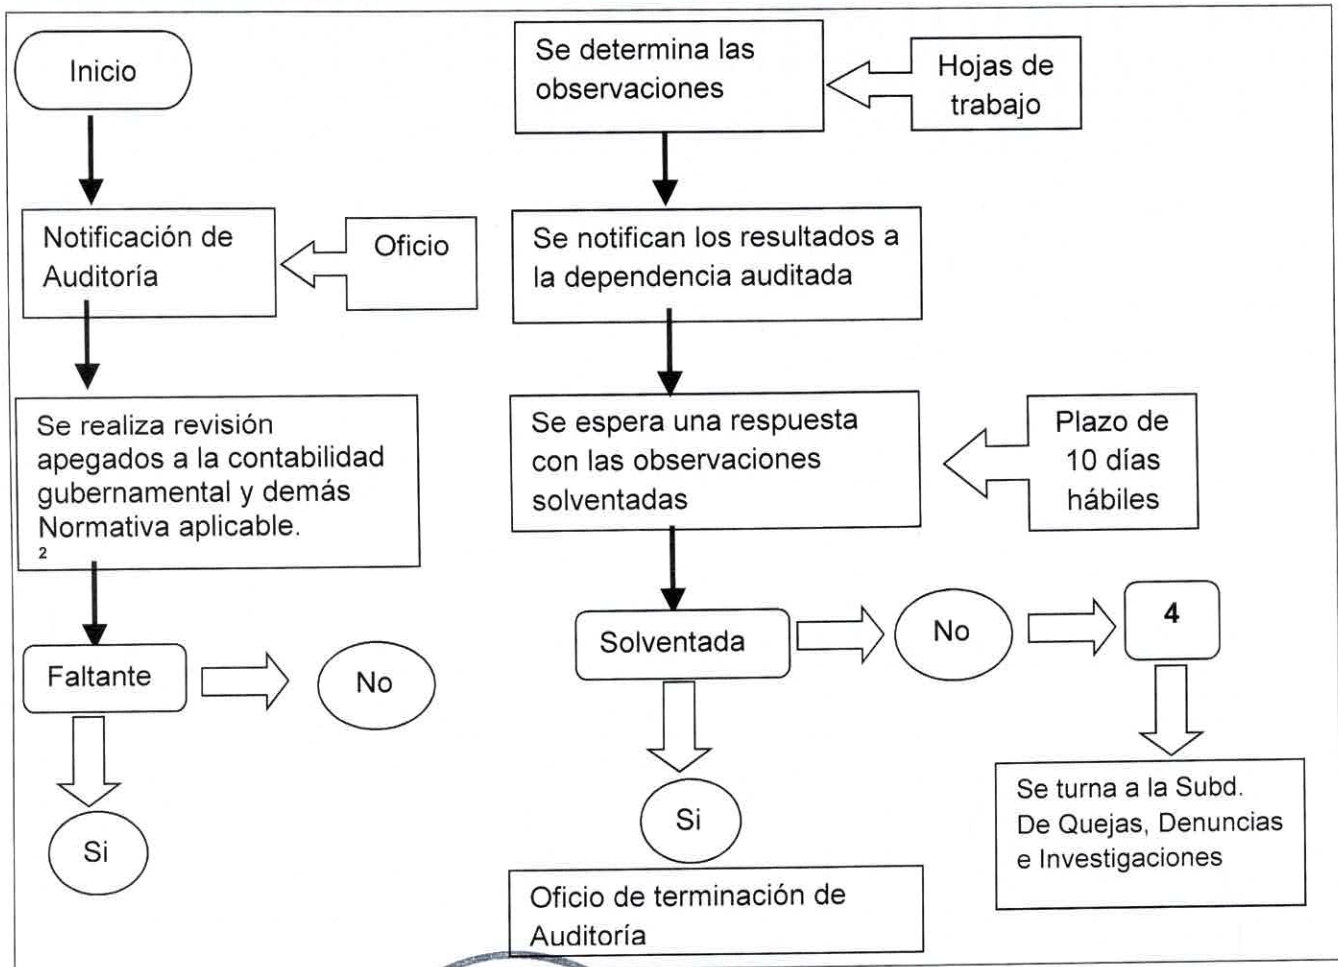 Inicio
Notificación de
Auditoría
Oficio
Se realiza revisión
apegados a la contabilidad
gubernamental y demás
Normativa aplicable.
2
Faltante
No
Si
Se determina las
observaciones
Hojas de
trabajo
Se notifican los resultados a
la dependencia auditada
Se espera una respuesta
con las observaciones
solventadas
Plazo de
10 días
hábiles
Solventada
No
4
Si
Se turna a la Subd.
De Quejas, Denuncias
e Investigaciones
Oficio de terminación de
Auditoría